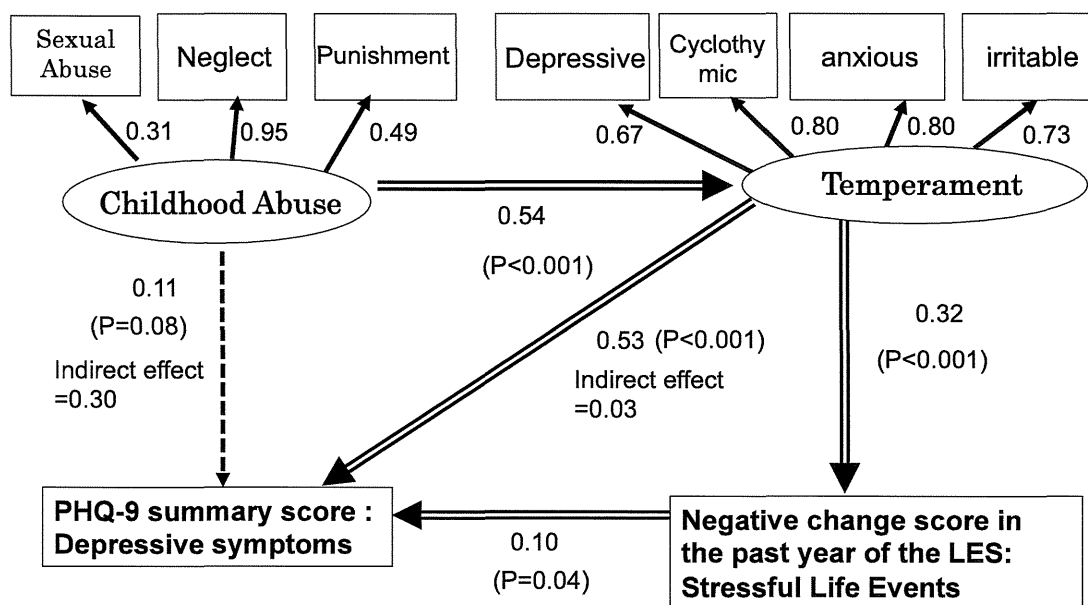 Sexual
Abuse
Neglect
Punishment
Depressive
Cyclothy
mic
anxious
irritable
0.31
0.95
0.49
0.67
0.80
0.80
0.73
Childhood Abuse
Temperament
0.54
(P<0.001)
0.11
(P=0.08)
Indirect effect
=0.30
0.53 (P<0.001)
Indirect effect
=0.03
0.32
(P<0.001)
PHQ-9 summary score :
Depressive symptoms
0.10
(P=0.04)
Negative change score in
the past year of the LES:
Stressful Life Events